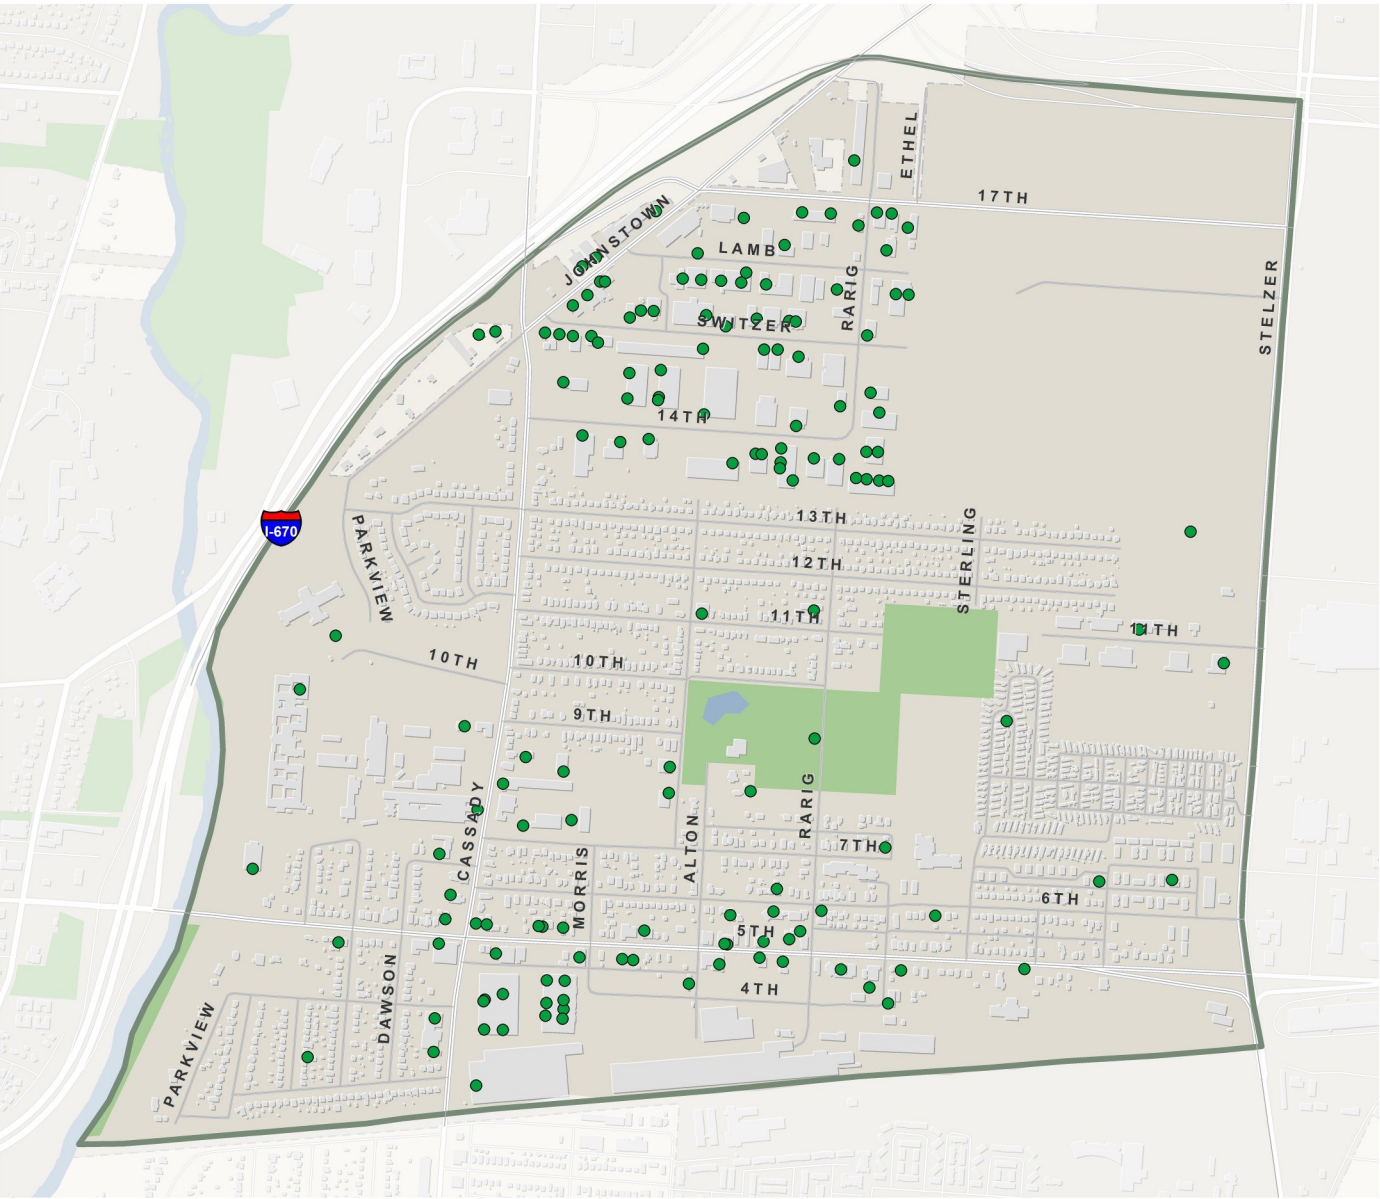 ETHEL
17TH
JOHNSTOWN
LAMB
RARIG
STELZER
SWITZER
14TH
I-670
PARKVIEW
13TH
STERLING
12TH
11TH
11TH
10TH
10TH
9TH
CASSADY
RARIG
ALTON
MORRIS
7TH
6TH
5TH
DAWSON
4TH
PARKVIEW